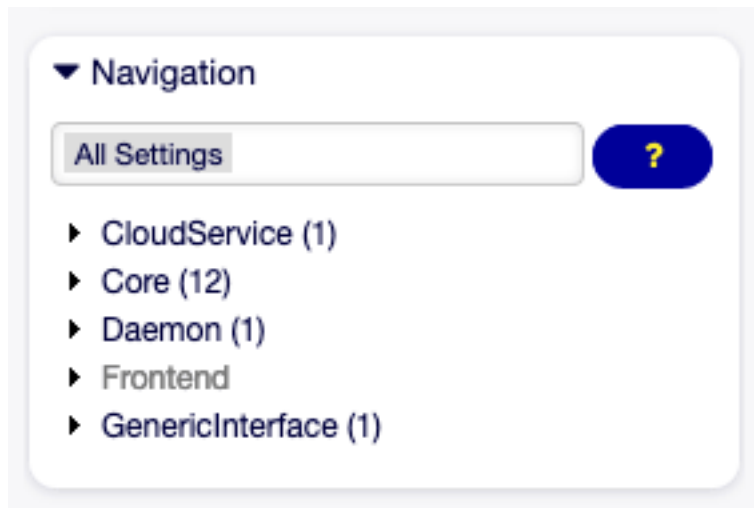 Navigation
All Settings
?
CloudService (1)
Core (12)
Daemon (1)
Frontend
GenericInterface (1)